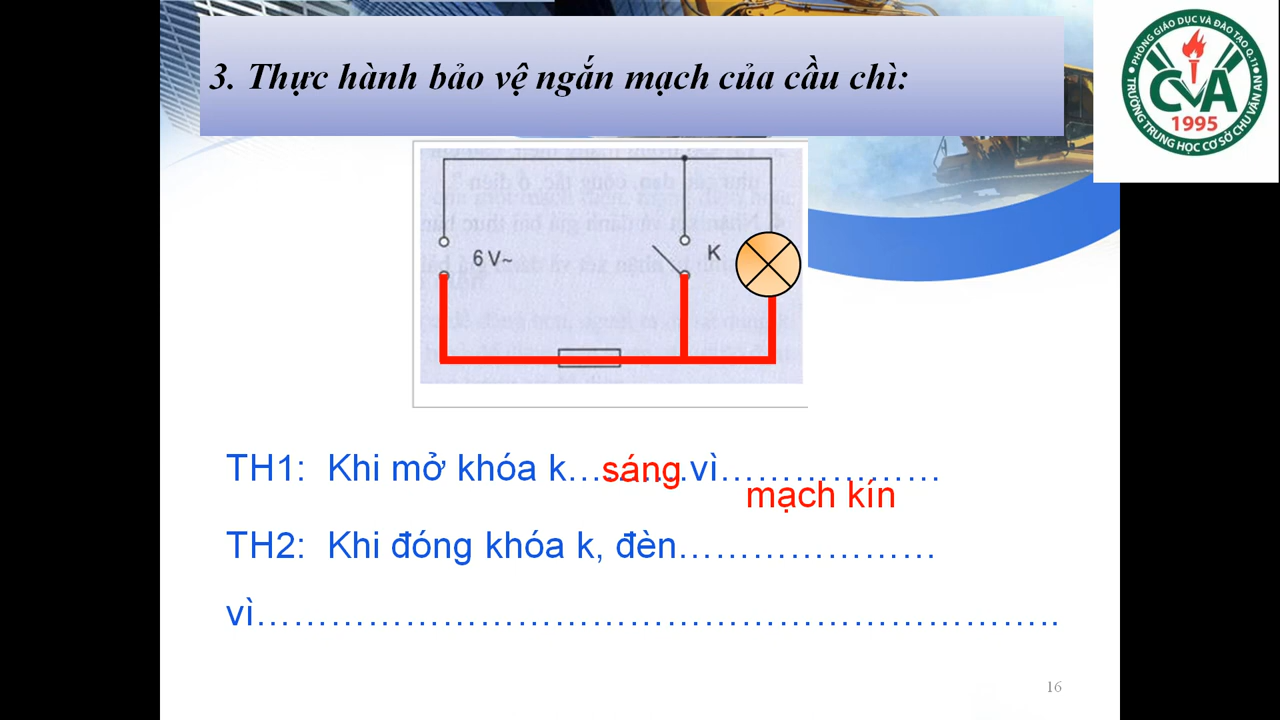 3. Thực hành bảo vệ ngắn mạch của cầu chì:
PHÒNG GIÁO DỤC VÀ ĐÀO TẠO Q.11
CVA
1995
TRƯỜNG TRUNG HỌC CƠ SỞ CHU VĂN AN
6 V~
K
TH1: Khi mở khóa k……….vì………………
sáng
mạch kín
TH2: Khi đóng khóa k, đèn…………………
vì……………………………………………………….
16